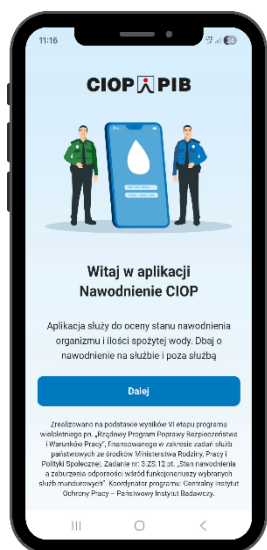 11:16
CIOP PIB
Witaj w aplikacji
Nawodnienie CIOP
Aplikacja służy do oceny stanu nawodnienia
organizmu i ilości spożytej wody. Dbaj o
nawodnienie na służbie i poza służbą
Dalej
Zrealizowano na podstawie wyników VI etapu programu
wieloletniego pn. „Rządowy Program Poprawy Bezpieczeństwa
i Warunków Pracy”, finansowanego w zakresie zadań służb
państwowych ze środków Ministerstwa Rodziny, Pracy i
Polityki Społecznej. Zadanie nr 3.ZS.12 pt. „Stan nawodnienia
a zaburzenia odporności wśród funkcjonariuszy wybranych
służb mundurowych”. Koordynator programu: Centralny Instytut
Ochrony Pracy – Państwowy Instytut Badawczy.